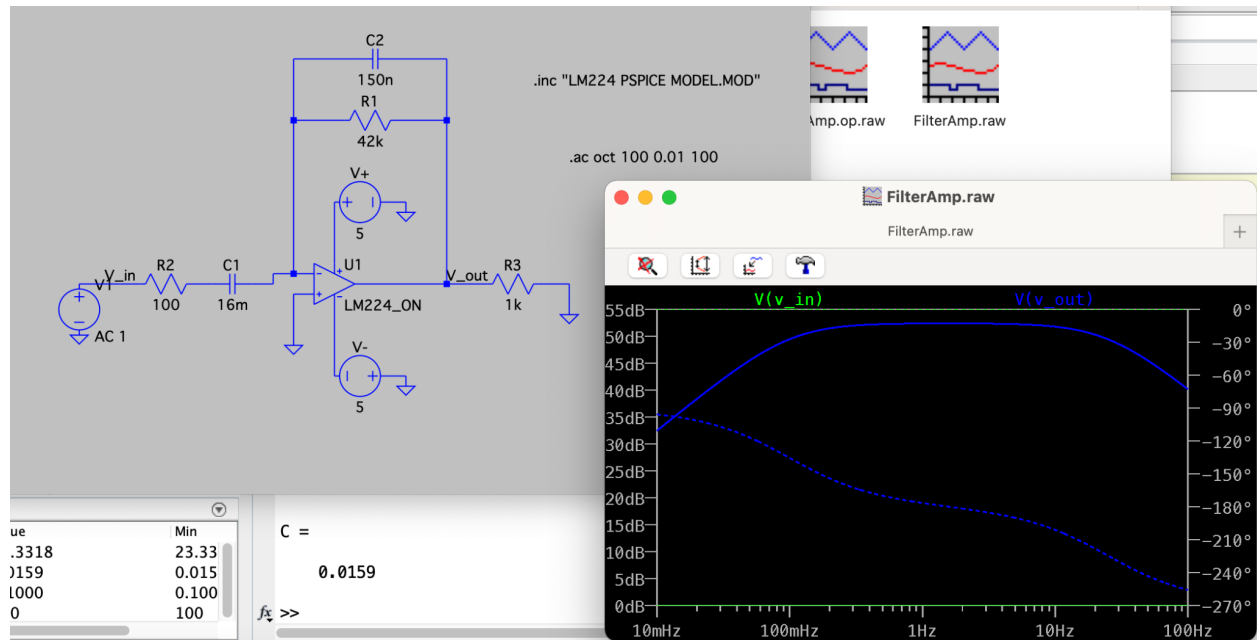 C2
150n
R1
42k
.inc "LM224 PSPICE MODEL.MOD"
.ac oct 100 0.01 100
V+
5
V1
V_in
R2
100
C1
16m
AC 1
U1
LM224_ON
V_out
R3
1k
V-
5
.op.raw
FilterAmp.raw
FilterAmp.raw
FilterAmp.raw
V(v_in)
V(v_out)
55dB
50dB
45dB
40dB
35dB
30dB
25dB
20dB
15dB
10dB
5dB
0dB
0°
-30°
-60°
-90°
-120°
-150°
-180°
-210°
-240°
-270°
10mHz
100mHz
1Hz
10Hz
100Hz
Min
.3318
23.33
0.015
0.100
100
C =
0.0159
fx >>